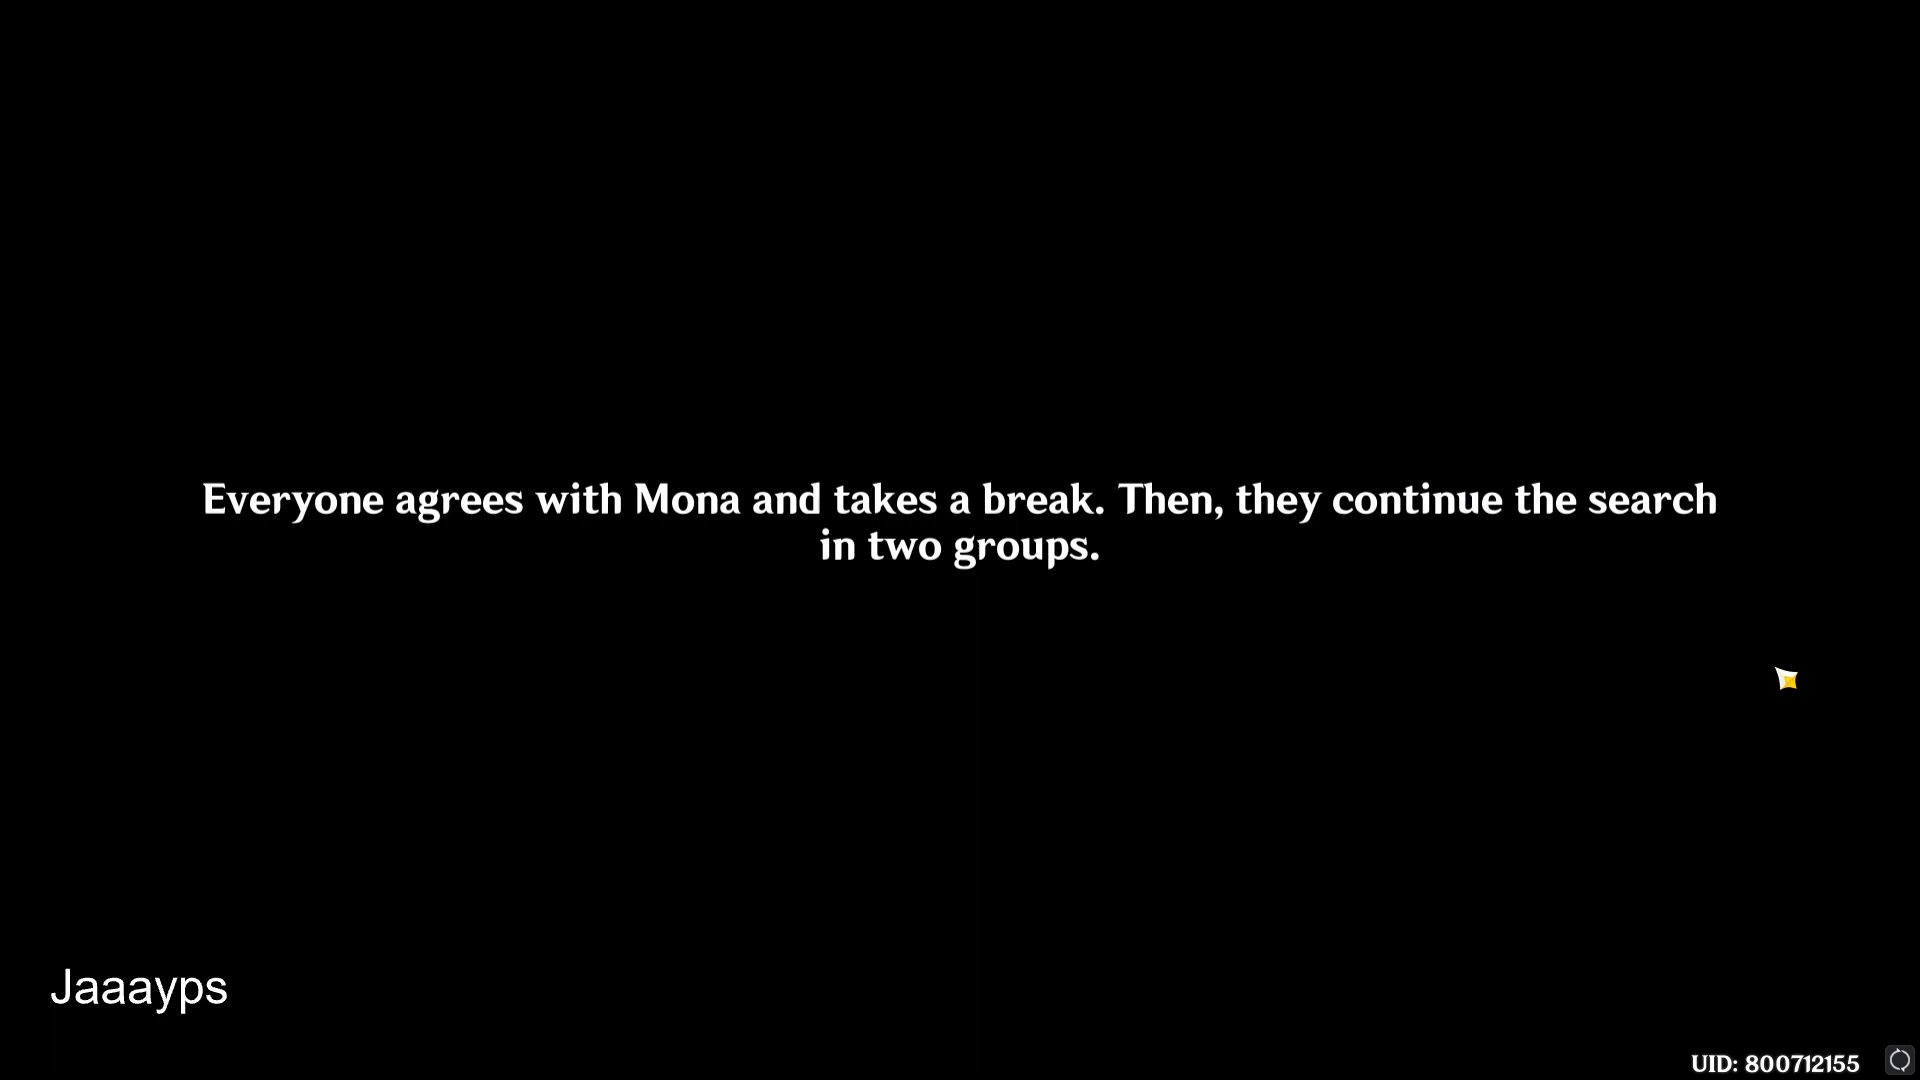 Everyone agrees with Mona and takes a break. Then, they continue the search
in two groups.
Jaaayps
UID: 800712155